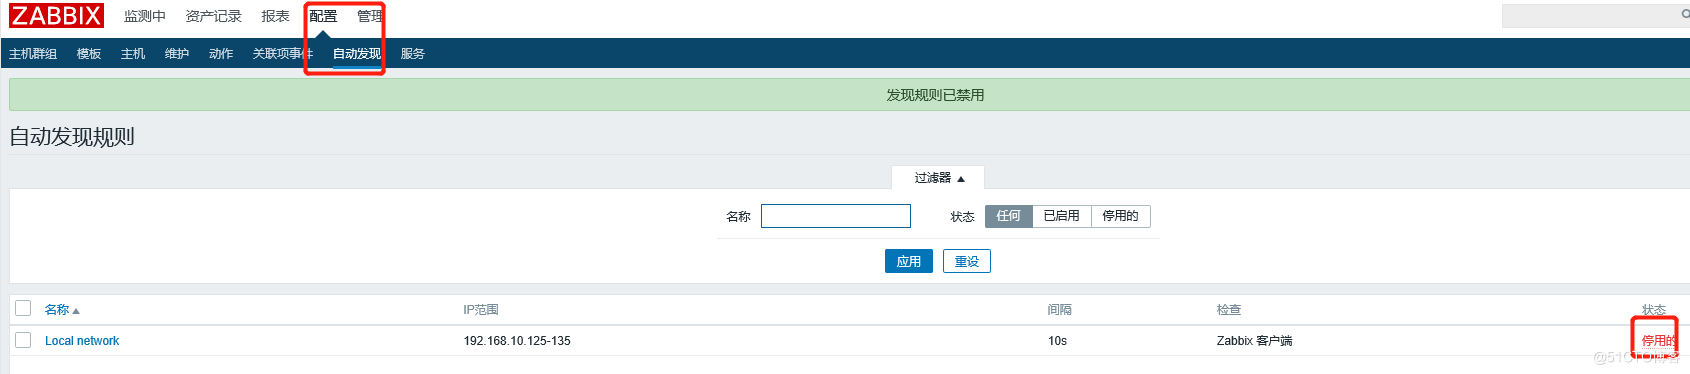 ZABBIX 监测中 资产记录 报表 配置 管理
主机群组 模板 主机 维护 动作 关联项事件 自动发现 服务
发现规则已禁用
自动发现规则
过滤器 ▲
名称 状态 任何 已启用 停用的
应用 重设
名称 ▲ IP范围 间隔 检查 状态
Local network 192.168.10.125-135 10s Zabbix 客户端 停用的
@51CTO博客